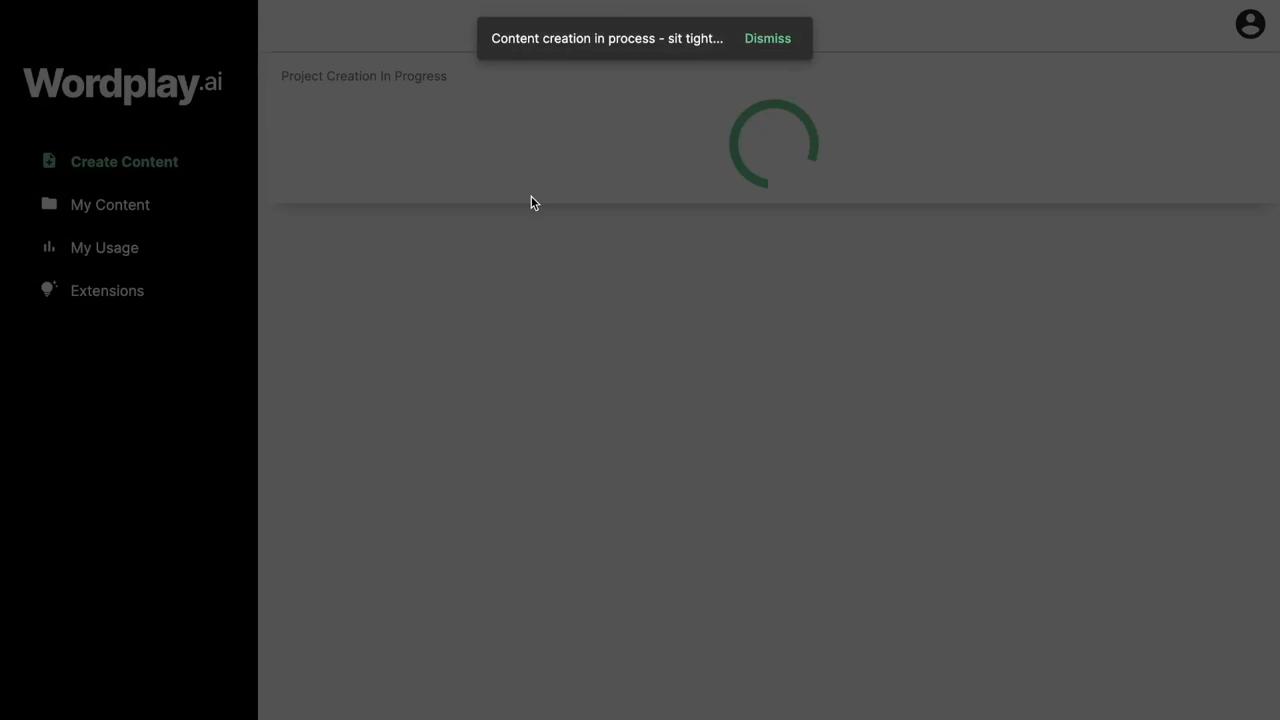 Content creation in process - sit tight... Dismiss
Wordplay.ai
Project Creation In Progress
Create Content
My Content
My Usage
Extensions